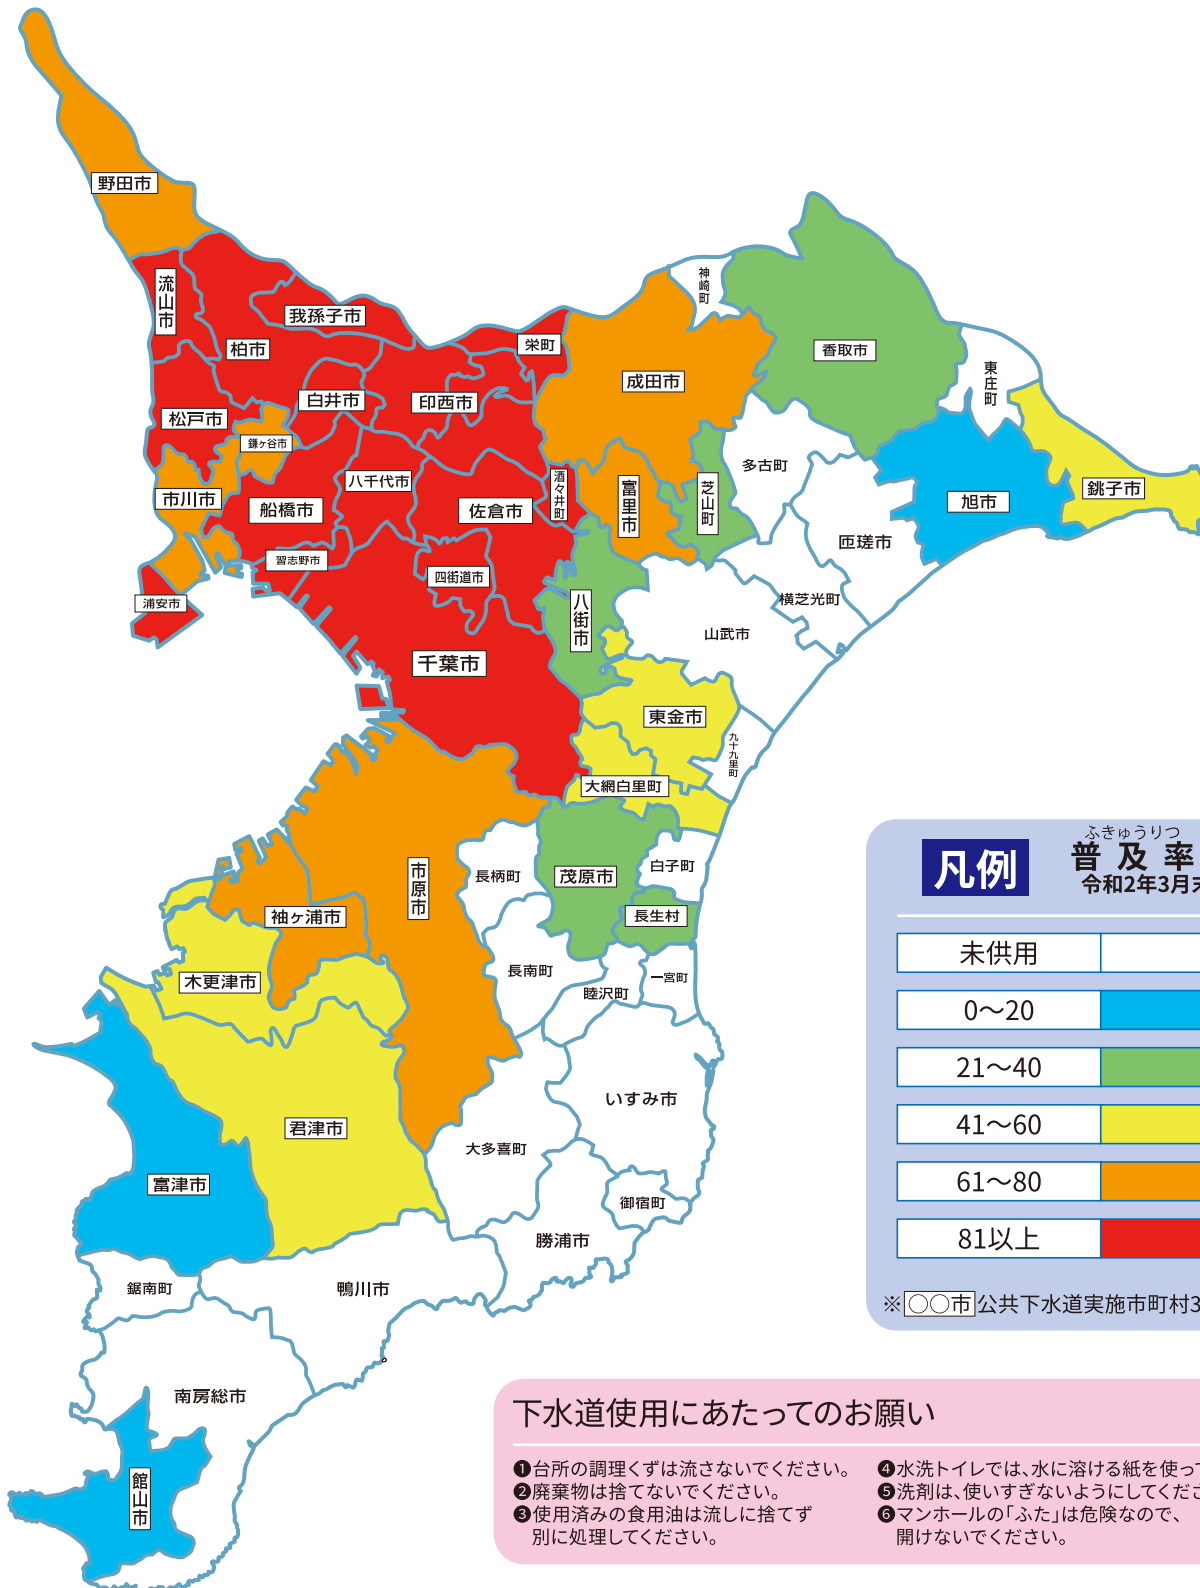 野田市
流山市
柏市
我孫子市
松戸市
鎌ヶ谷市
白井市
印西市
栄町
成田市
神崎町
香取市
東庄町
銚子市
旭市
多古町
匝瑳市
横芝光町
芝山町
富里市
酒々井町
佐倉市
八千代市
船橋市
市川市
習志野市
浦安市
四街道市
八街市
山武市
千葉市
東金市
九十九里町
大網白里町
白子町
茂原市
長生村
長柄町
長南町
睦沢町
一宮町
市原市
袖ヶ浦市
木更津市
君津市
富津市
いすみ市
大多喜町
御宿町
勝浦市
鴨川市
鋸南町
南房総市
館山市
凡例
ふきゅうりつ
普及率
令和2年3月末
未供用
0〜20
21〜40
41〜60
61〜80
81以上
※○○市公共下水道実施市町村3
下水道使用にあたってのお願い
❶台所の調理くずは流さないでください。
❷廃棄物は捨てないでください。
❸使用済みの食用油は流しに捨てず
別に処理してください。
❹水洗トイレでは、水に溶ける紙を使って
❺洗剤は、使いすぎないようにしてくださ
❻マンホールの「ふた」は危険なので、
開けないでください。